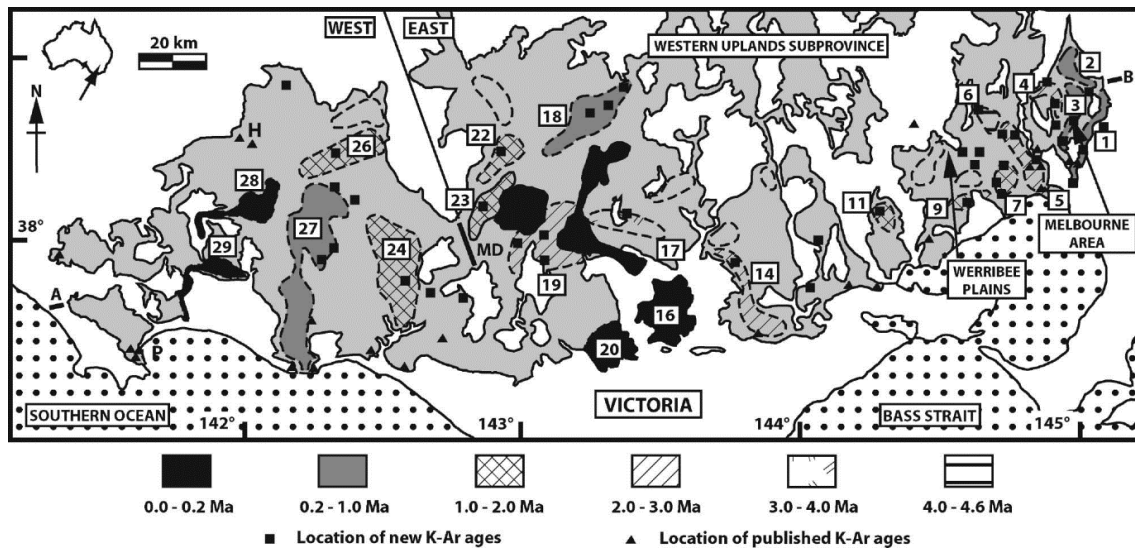 20 km
WEST
EAST
WESTERN UPLANDS SUBPROVINCE
N
2
B
4
6
3
18
H
22
1
26
28
23
11
9
7
5
MELBOURNE
AREA
27
24
MD
17
29
14
WERRIBEE
PLAINS
38°
19
A
16
P
20
VICTORIA
SOUTHERN OCEAN
BASS STRAIT
142°
143°
144°
145°
0.0 - 0.2 Ma
0.2 - 1.0 Ma
1.0 - 2.0 Ma
2.0 - 3.0 Ma
3.0 - 4.0 Ma
4.0 - 4.6 Ma
Location of new K-Ar ages
Location of published K-Ar ages